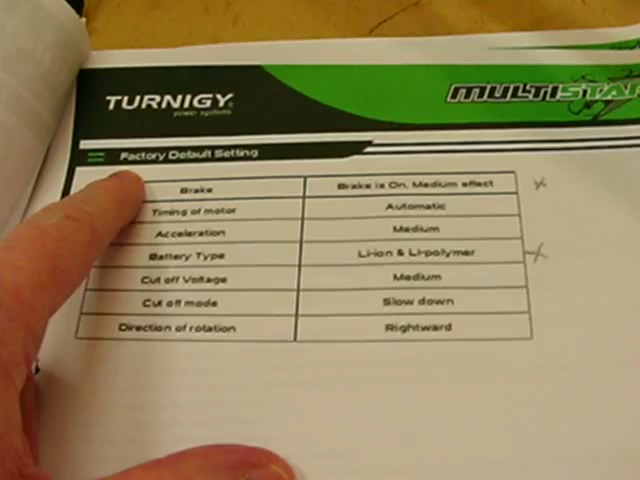 TURNIGY®
power systems
MULTISTAR
Factory Default Setting
Brake Brake is On, Medium effect
Timing of motor Automatic
Acceleration Medium
Battery Type Li-ion & Li-polymer
Cut off Voltage Medium
Cut off mode Slow down
Direction of rotation Rightward